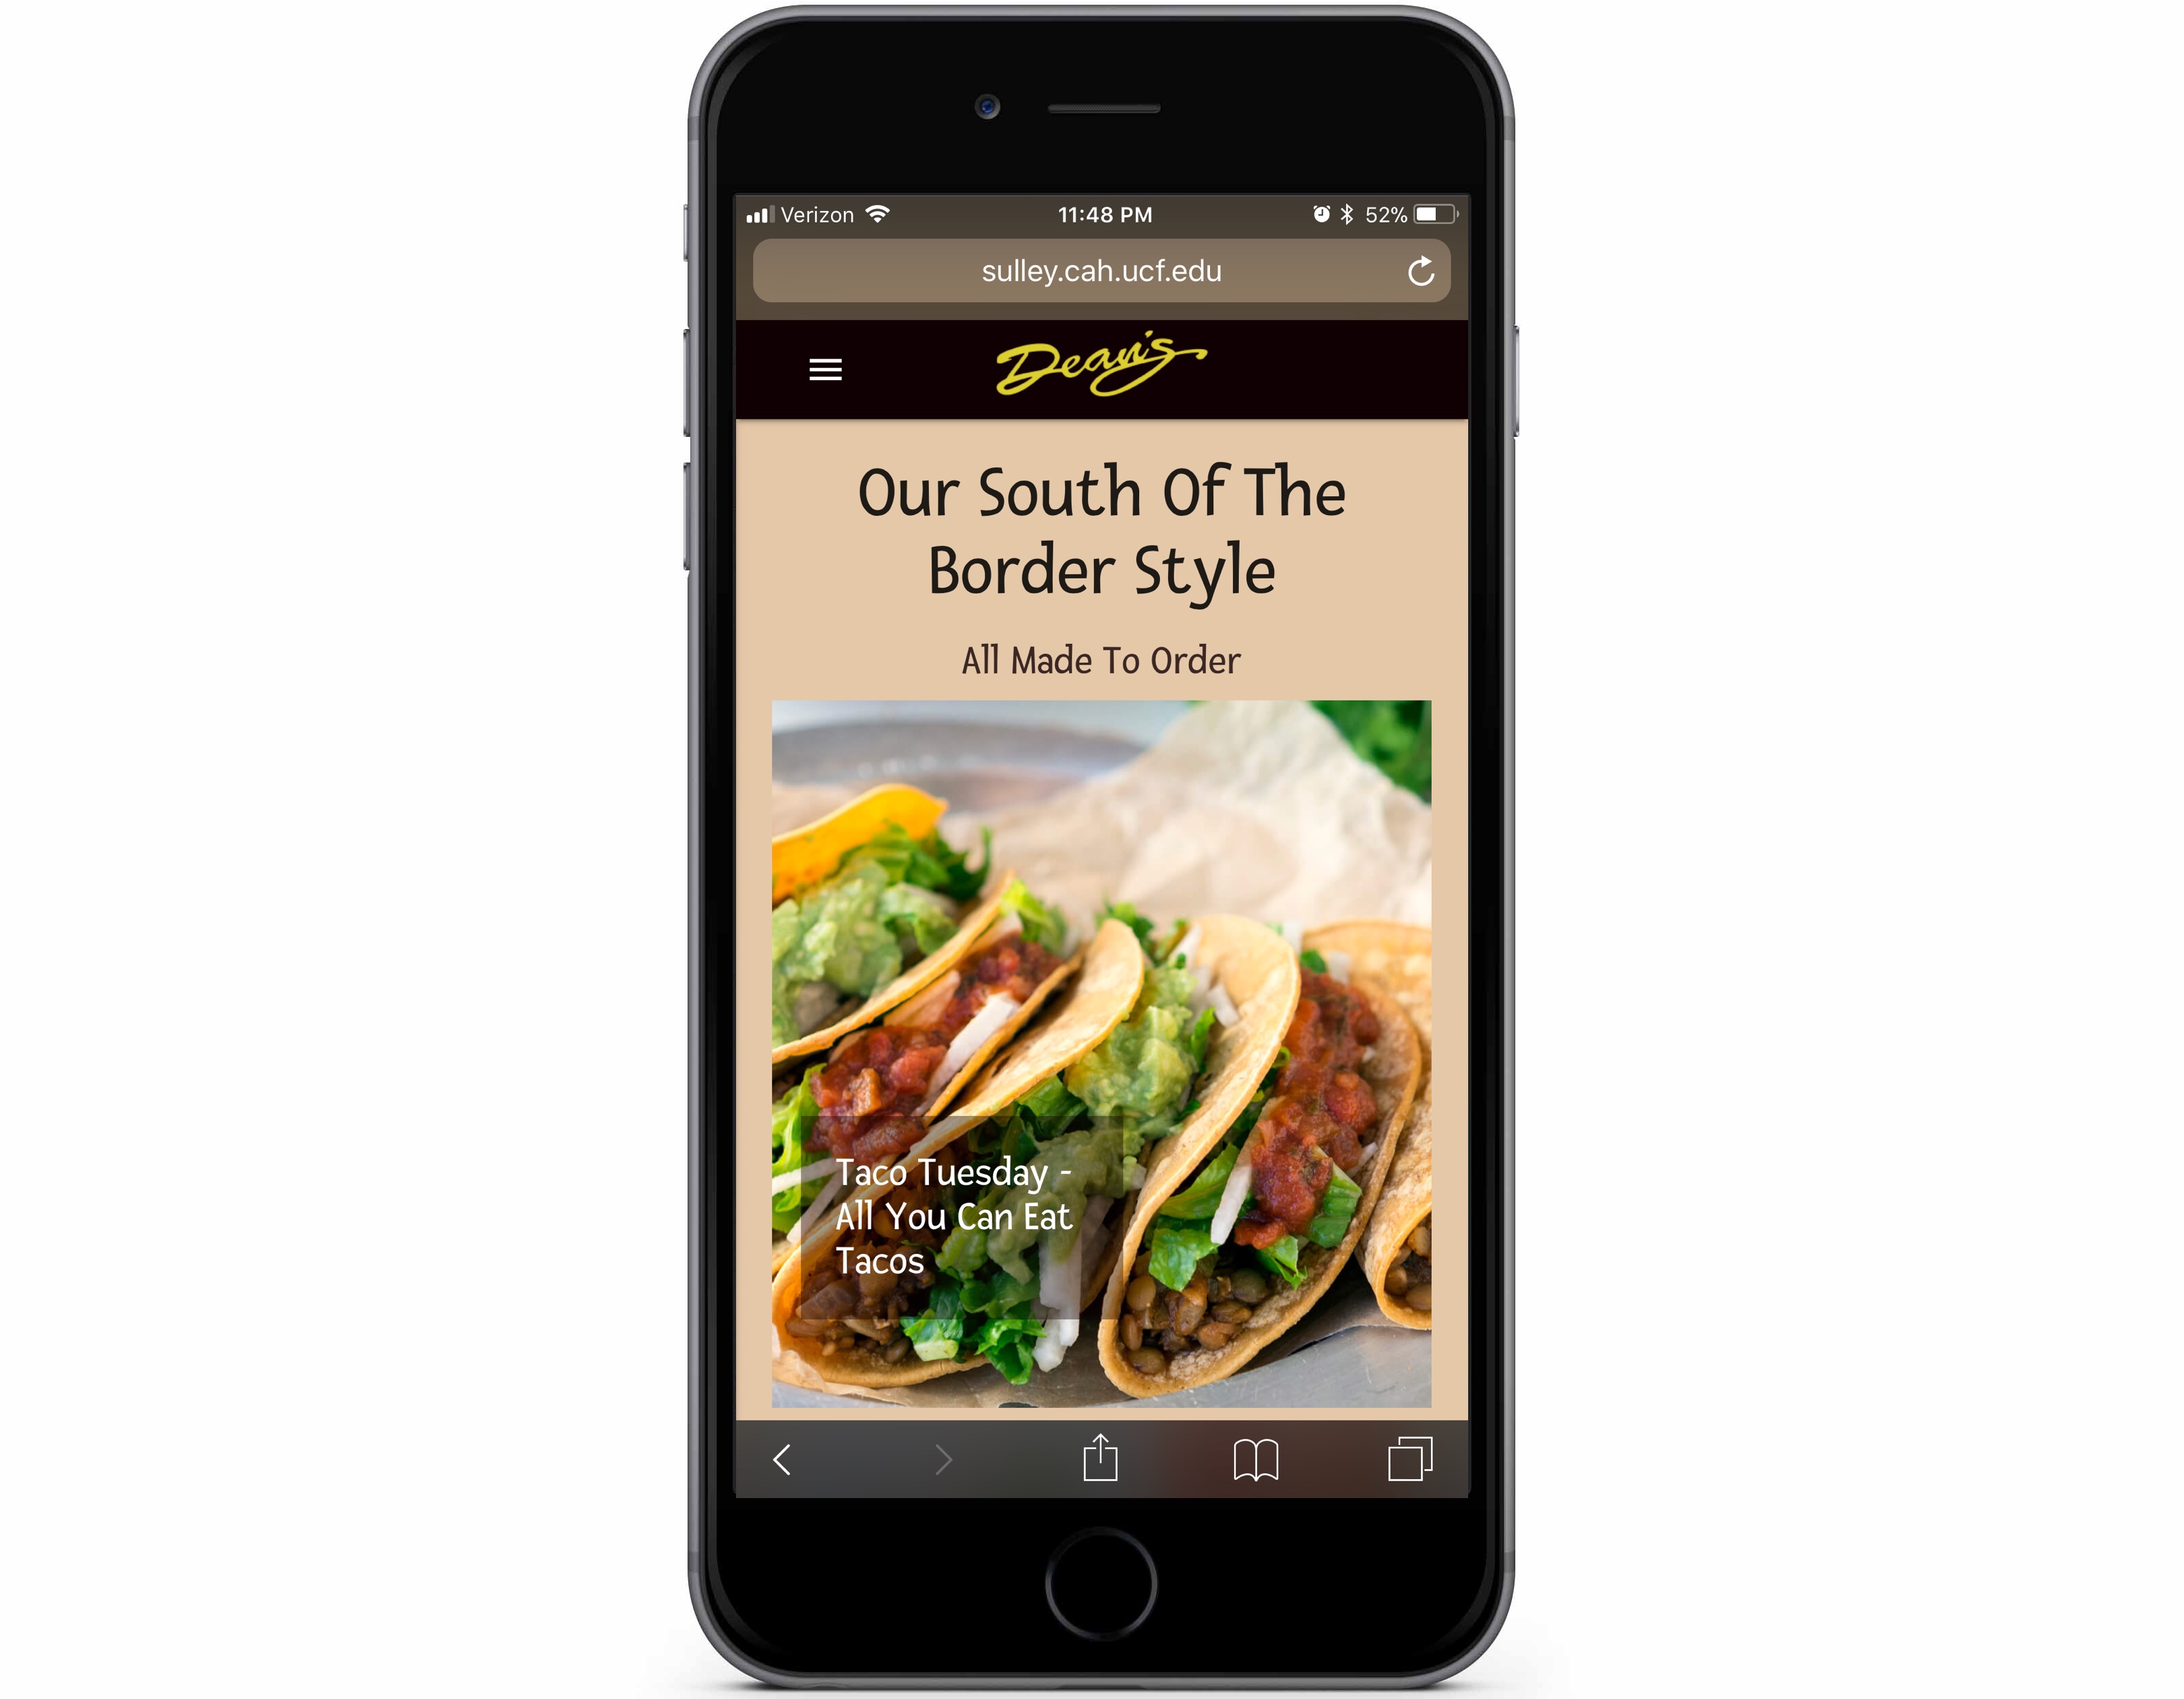 Verizon 11:48 PM 52%
sulley.cah.ucf.edu
Dean's
Our South Of The
Border Style
All Made To Order
Taco Tuesday -
All You Can Eat
Tacos